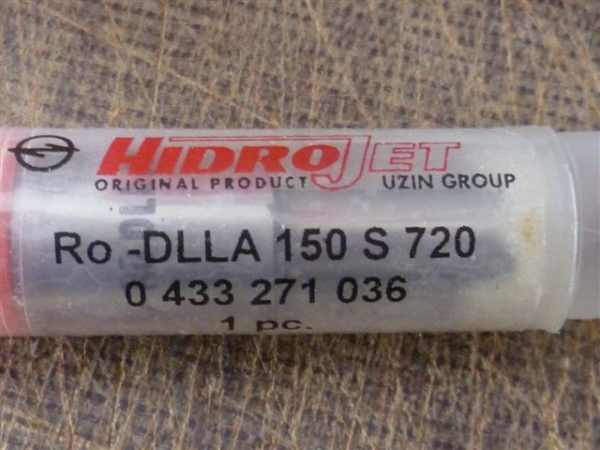 HIDROJET
ORIGINAL PRODUCT UZIN GROUP
Ro -DLLA 150 S 720
0 433 271 036
1 pc.